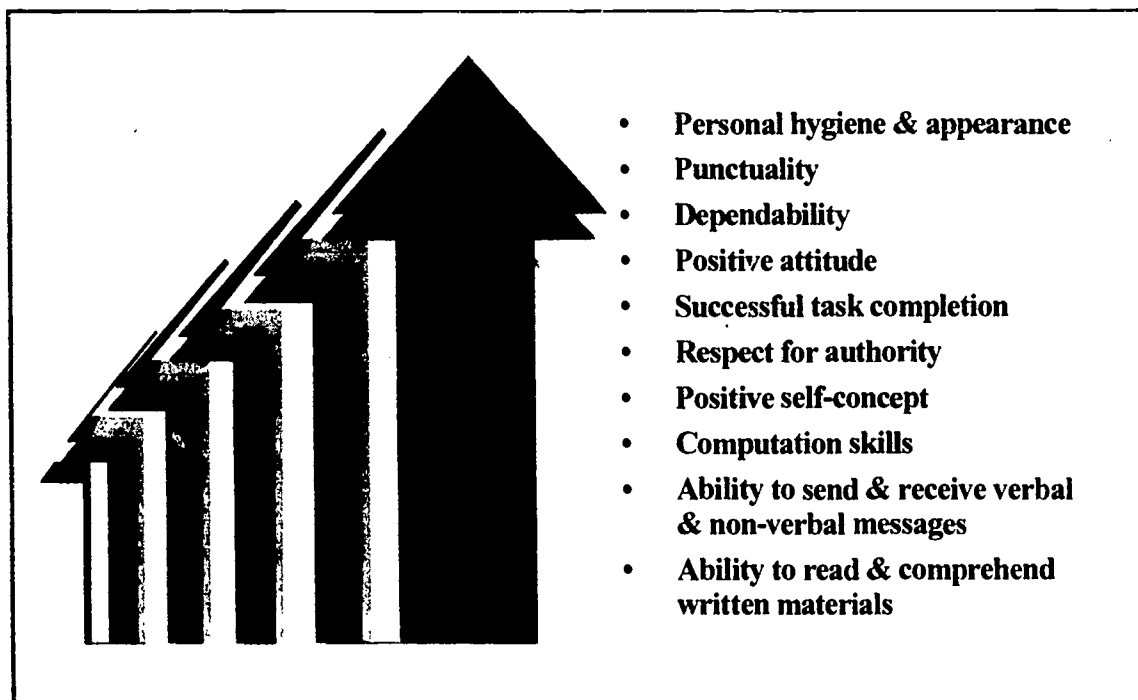 • Personal hygiene & appearance
• Punctuality
• Dependability
• Positive attitude
• Successful task completion
• Respect for authority
• Positive self-concept
• Computation skills
• Ability to send & receive verbal
& non-verbal messages
• Ability to read & comprehend
written materials